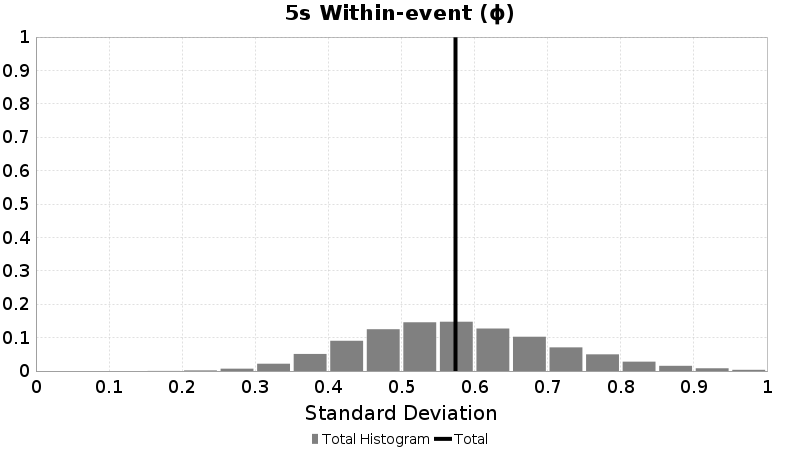 5s Within-event (ϕ)
1
0.9
0.8
0.7
0.6
0.5
0.4
0.3
0.2
0.1
0
0 0.1 0.2 0.3 0.4 0.5 0.6 0.7 0.8 0.9 1
Standard Deviation
Total Histogram Total